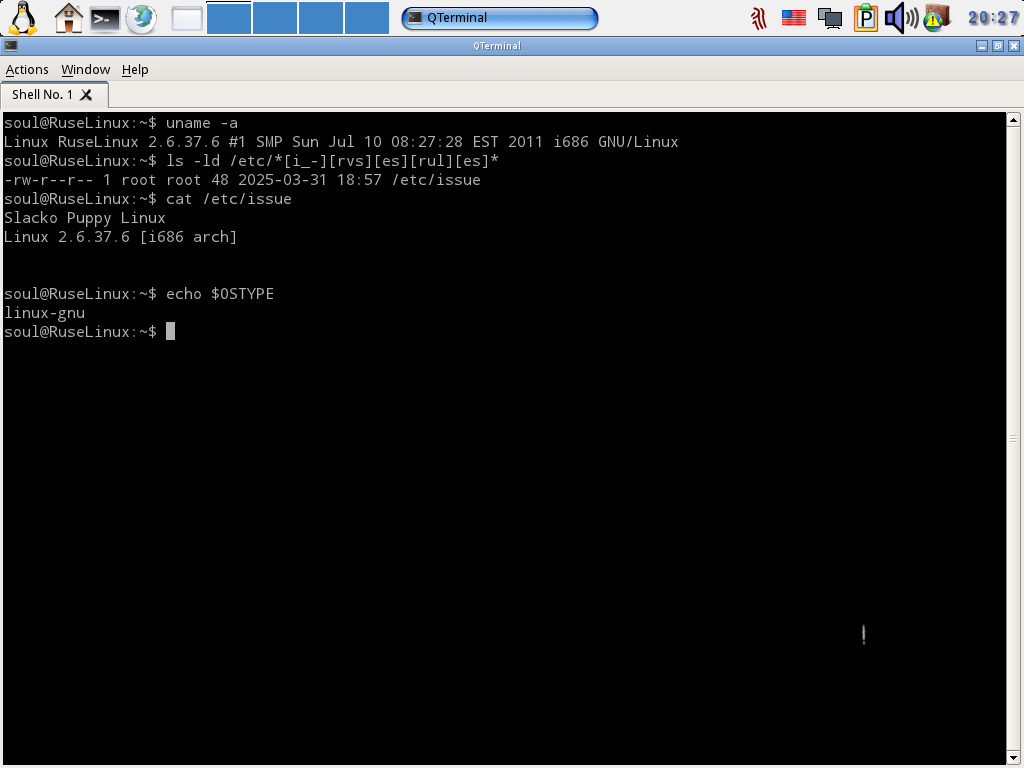 QTerminal
20:27
QTerminal
Actions Window Help
Shell No. 1
soul@RuseLinux:~$ uname -a
Linux RuseLinux 2.6.37.6 #1 SMP Sun Jul 10 08:27:28 EST 2011 i686 GNU/Linux
soul@RuseLinux:~$ ls -ld /etc/*[i_-][rvs][es][rul][es]*
-rw-r--r-- 1 root root 48 2025-03-31 18:57 /etc/issue
soul@RuseLinux:~$ cat /etc/issue
Slacko Puppy Linux
Linux 2.6.37.6 [i686 arch]
soul@RuseLinux:~$ echo $OSTYPE
linux-gnu
soul@RuseLinux:~$